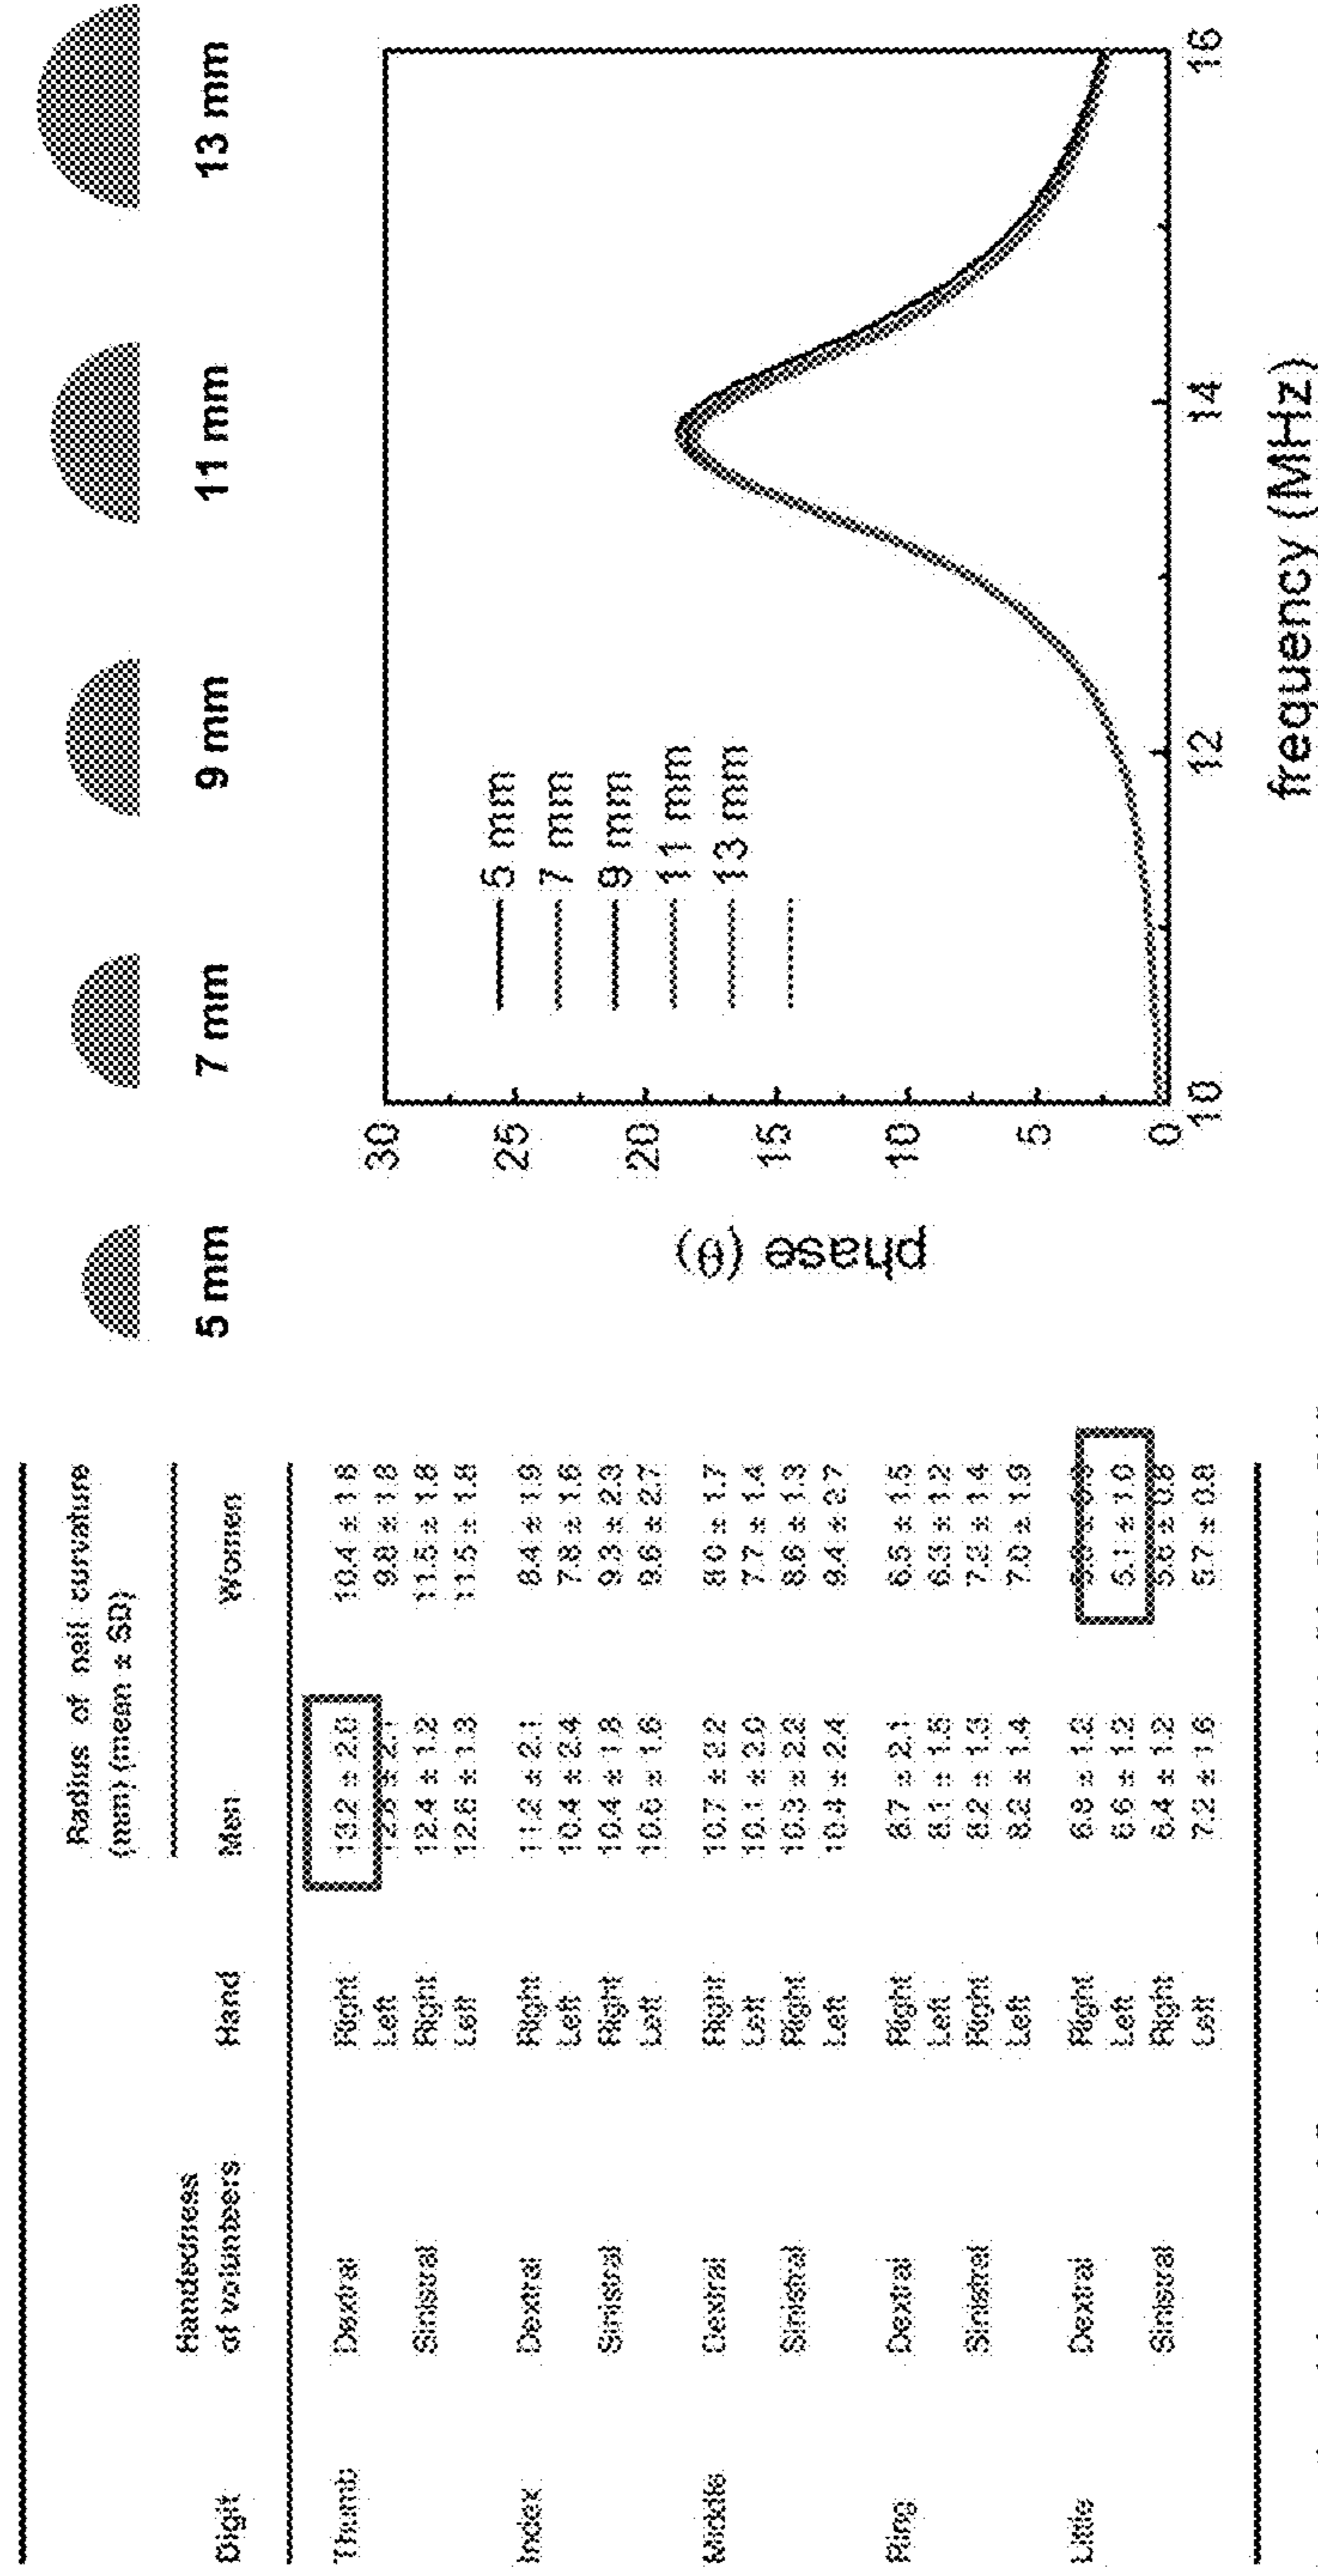 Radius of nail curvature
(mm) (mean ± SD)
Handedness
Digit of volunteers Hand Men Women
Thumb Dextral Right 13.2 ± 2.0 10.4 ± 1.8
Left 9.8 ± 1.8
Sinistral Right 12.4 ± 1.2 11.5 ± 1.8
Left 12.6 ± 1.3 11.5 ± 1.8
Index Dextral Right 11.2 ± 2.1 8.4 ± 1.9
Left 10.4 ± 2.4 7.8 ± 1.6
Sinistral Right 10.4 ± 1.8 9.3 ± 2.3
Left 10.6 ± 1.6 9.6 ± 2.7
Middle Dextral Right 10.7 ± 2.2 8.0 ± 1.7
Left 10.1 ± 2.0 7.7 ± 1.4
Sinistral Right 10.3 ± 2.2 8.6 ± 1.3
Left 10.4 ± 2.4 9.4 ± 2.7
Ring Dextral Right 8.7 ± 2.1 6.5 ± 1.5
Left 8.1 ± 1.5 6.3 ± 1.2
Sinistral Right 8.2 ± 1.3 7.2 ± 1.4
Left 8.2 ± 1.4 7.0 ± 1.9
Little Dextral Right 6.8 ± 1.2
Left 6.6 ± 1.2 5.1 ± 1.0
Sinistral Right 6.4 ± 1.2 5.6 ± 0.8
Left 7.2 ± 1.6 5.7 ± 0.8
5 mm 7 mm 9 mm 11 mm 13 mm
phase (θ)
30
25
20
15
10
5
0
5 mm
7 mm
9 mm
11 mm
13 mm
10 12 14 16
frequency (MHz)